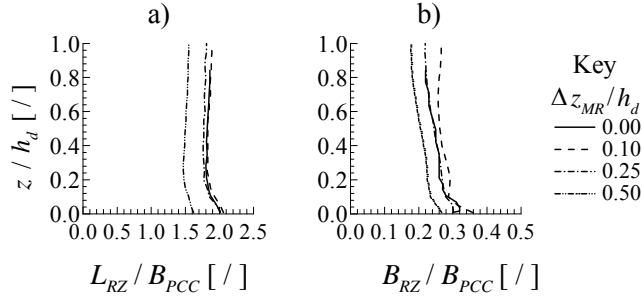 a)
b)
1.0
0.8
0.6
0.4
0.2
0.0
z / h_d [ / ]
0.0 0.5 1.0 1.5 2.0 2.5
L_RZ / B_PCC [ / ]
1.0
0.8
0.6
0.4
0.2
0.0
0.0 0.1 0.2 0.3 0.4 0.5
B_RZ / B_PCC [ / ]
Key
Δz_MR / h_d
0.00
0.10
0.25
0.50